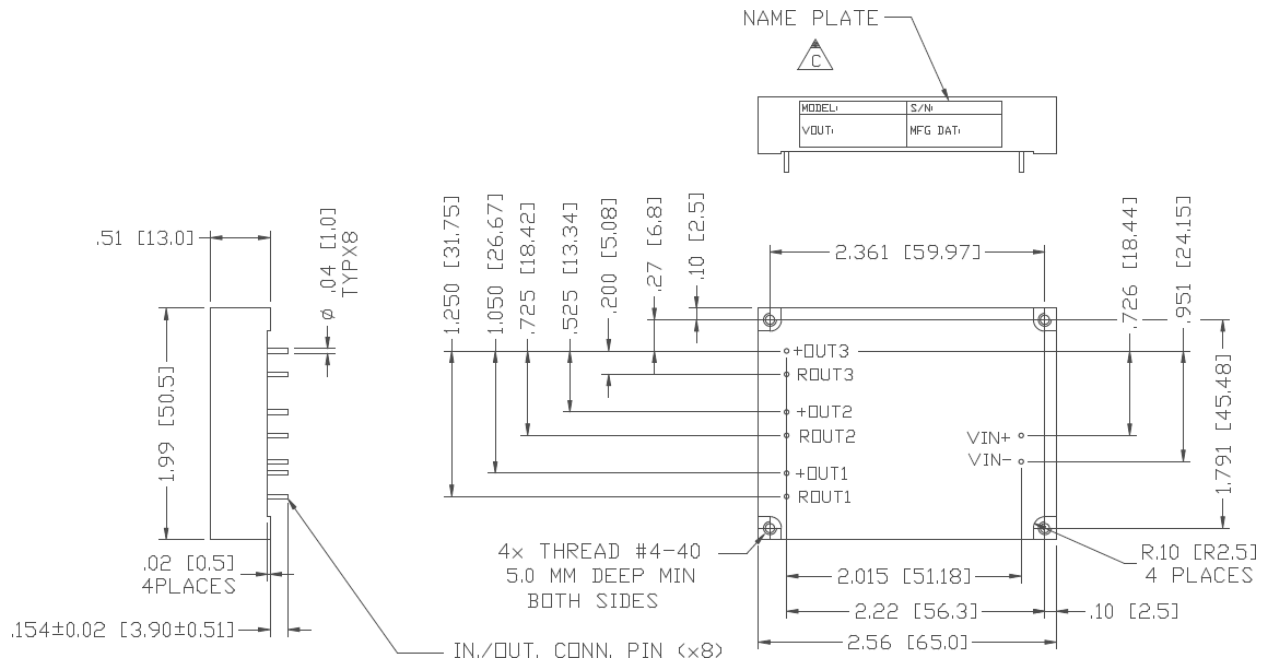 NAME PLATE
C
MODEL: S/N:
VOUT: MFG DAT:
.51 [13.0]
ø .04 [1.0]
TYPX8
1.250 [31.75]
1.050 [26.67]
.725 [18.42]
.525 [13.34]
.200 [5.08]
.27 [6.8]
.10 [2.5]
2.361 [59.97]
.726 [18.44]
.951 [24.15]
+OUT3
ROUT3
+OUT2
ROUT2
+OUT1
ROUT1
VIN+
VIN-
1.99 [50.5]
1.791 [45.48]
.02 [0.5]
4PLACES
.154±0.02 [3.90±0.51]
4x THREAD #4-40
5.0 MM DEEP MIN
BOTH SIDES
2.015 [51.18]
2.22 [56.3]
.10 [2.5]
2.56 [65.0]
R.10 [R2.5]
4 PLACES
IN./OUT. CONN. PIN (x8)